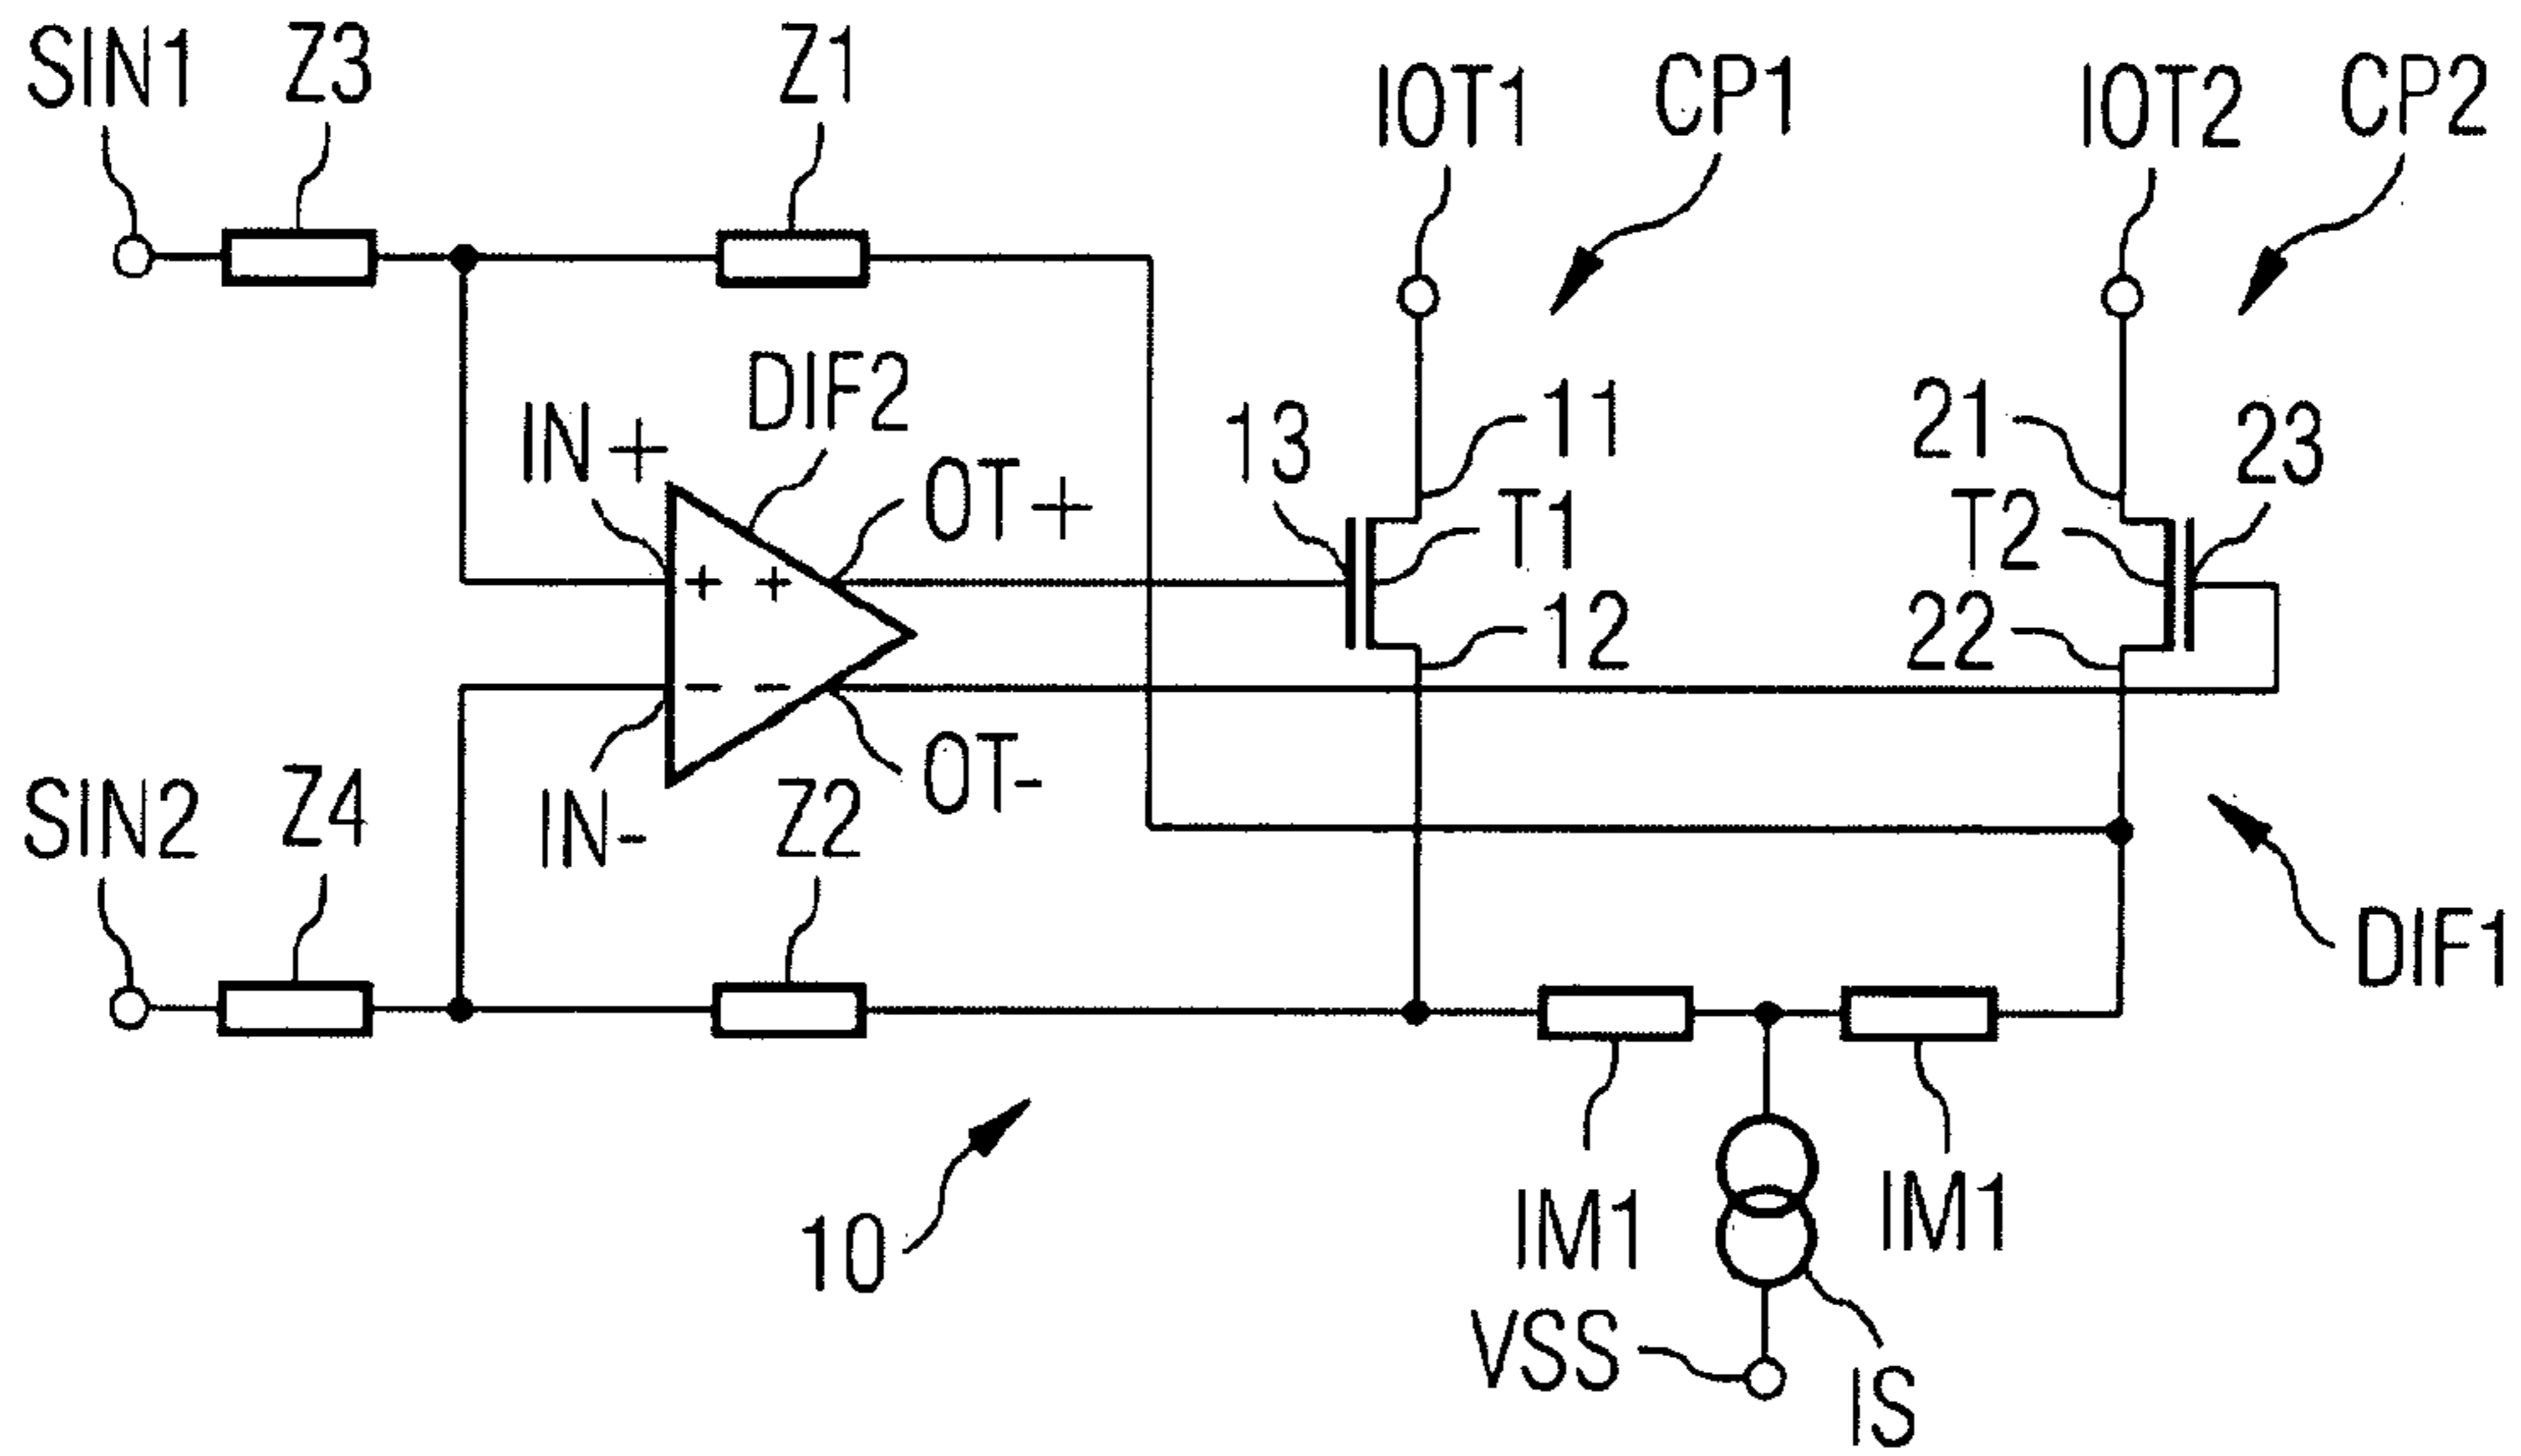 SIN1
Z3
Z1
IOT1
CP1
IOT2
CP2
IN+
DIF2
OT+
13
11
T1
12
21
T2
22
23
+ +
- -
IN-
OT-
SIN2
Z4
Z2
DIF1
10
IM1
IM1
VSS
IS